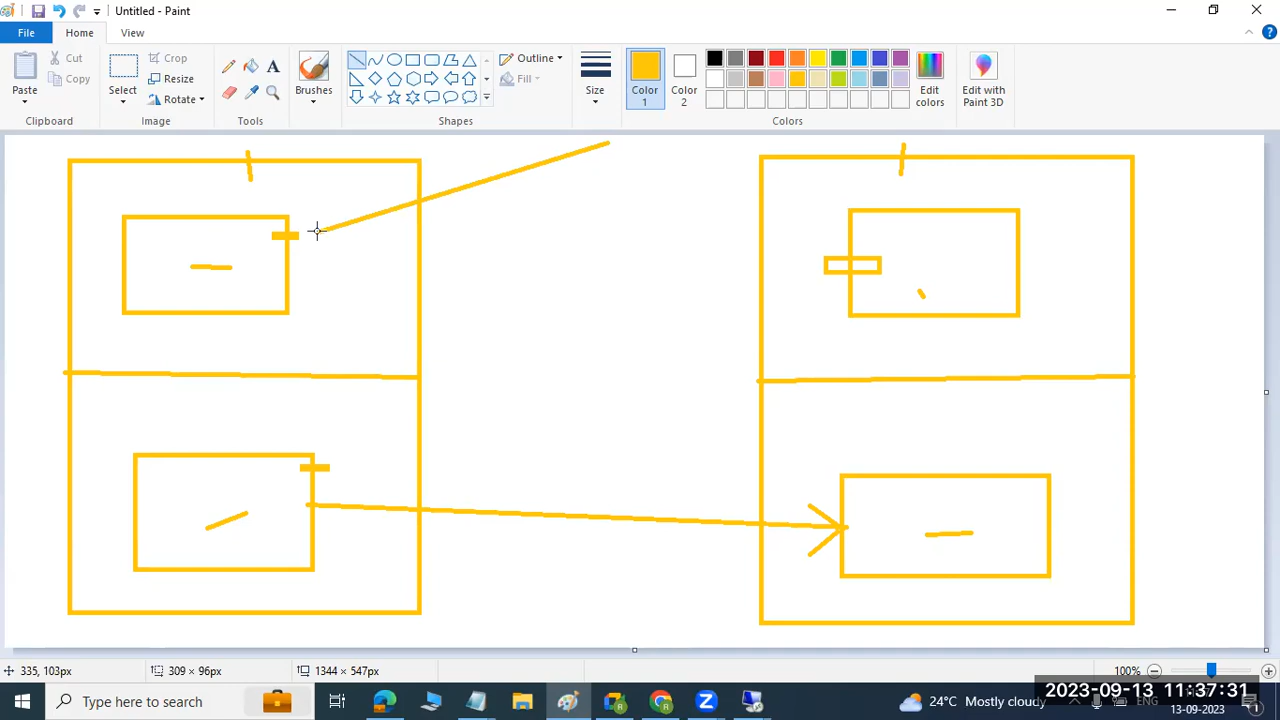 Untitled - Paint
File
Home
View
Paste
Cut
Copy
Clipboard
Select
Crop
Resize
Rotate
Image
A
Tools
Brushes
Outline
Fill
Shapes
Size
Color
1
Color
2
Edit
colors
Colors
Edit with
Paint 3D
335, 103px
309 × 96px
1344 × 547px
100%
Type here to search
24°C Mostly cloudy
ENG
2023-09-13 11:37:31
13-09-2023